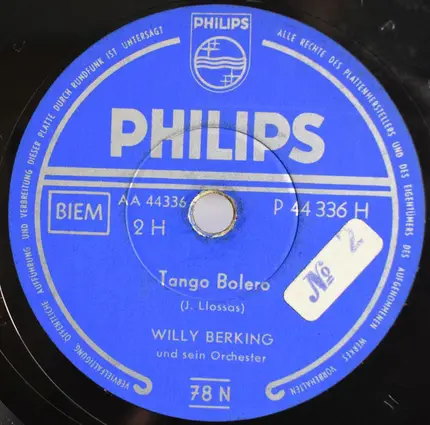 PHILIPS
PHILIPS
BIEM
AA 44336
2 H
P 44 336 H
Tango Bolero
(J. Llossas)
No 2
WILLY BERKING
und sein Orchester
78 N
VERVIELFÄLTIGUNG, ÖFFENTLICHE AUFFÜHRUNG UND VERBREITUNG DIESER PLATTE DURCH RUNDFUNK IST UNTERSAGT
ALLE RECHTE DES PLATTENHERSTELLERS UND DES EIGENTÜMERS DES AUFGENOMMENEN WERKES VORBEHALTEN